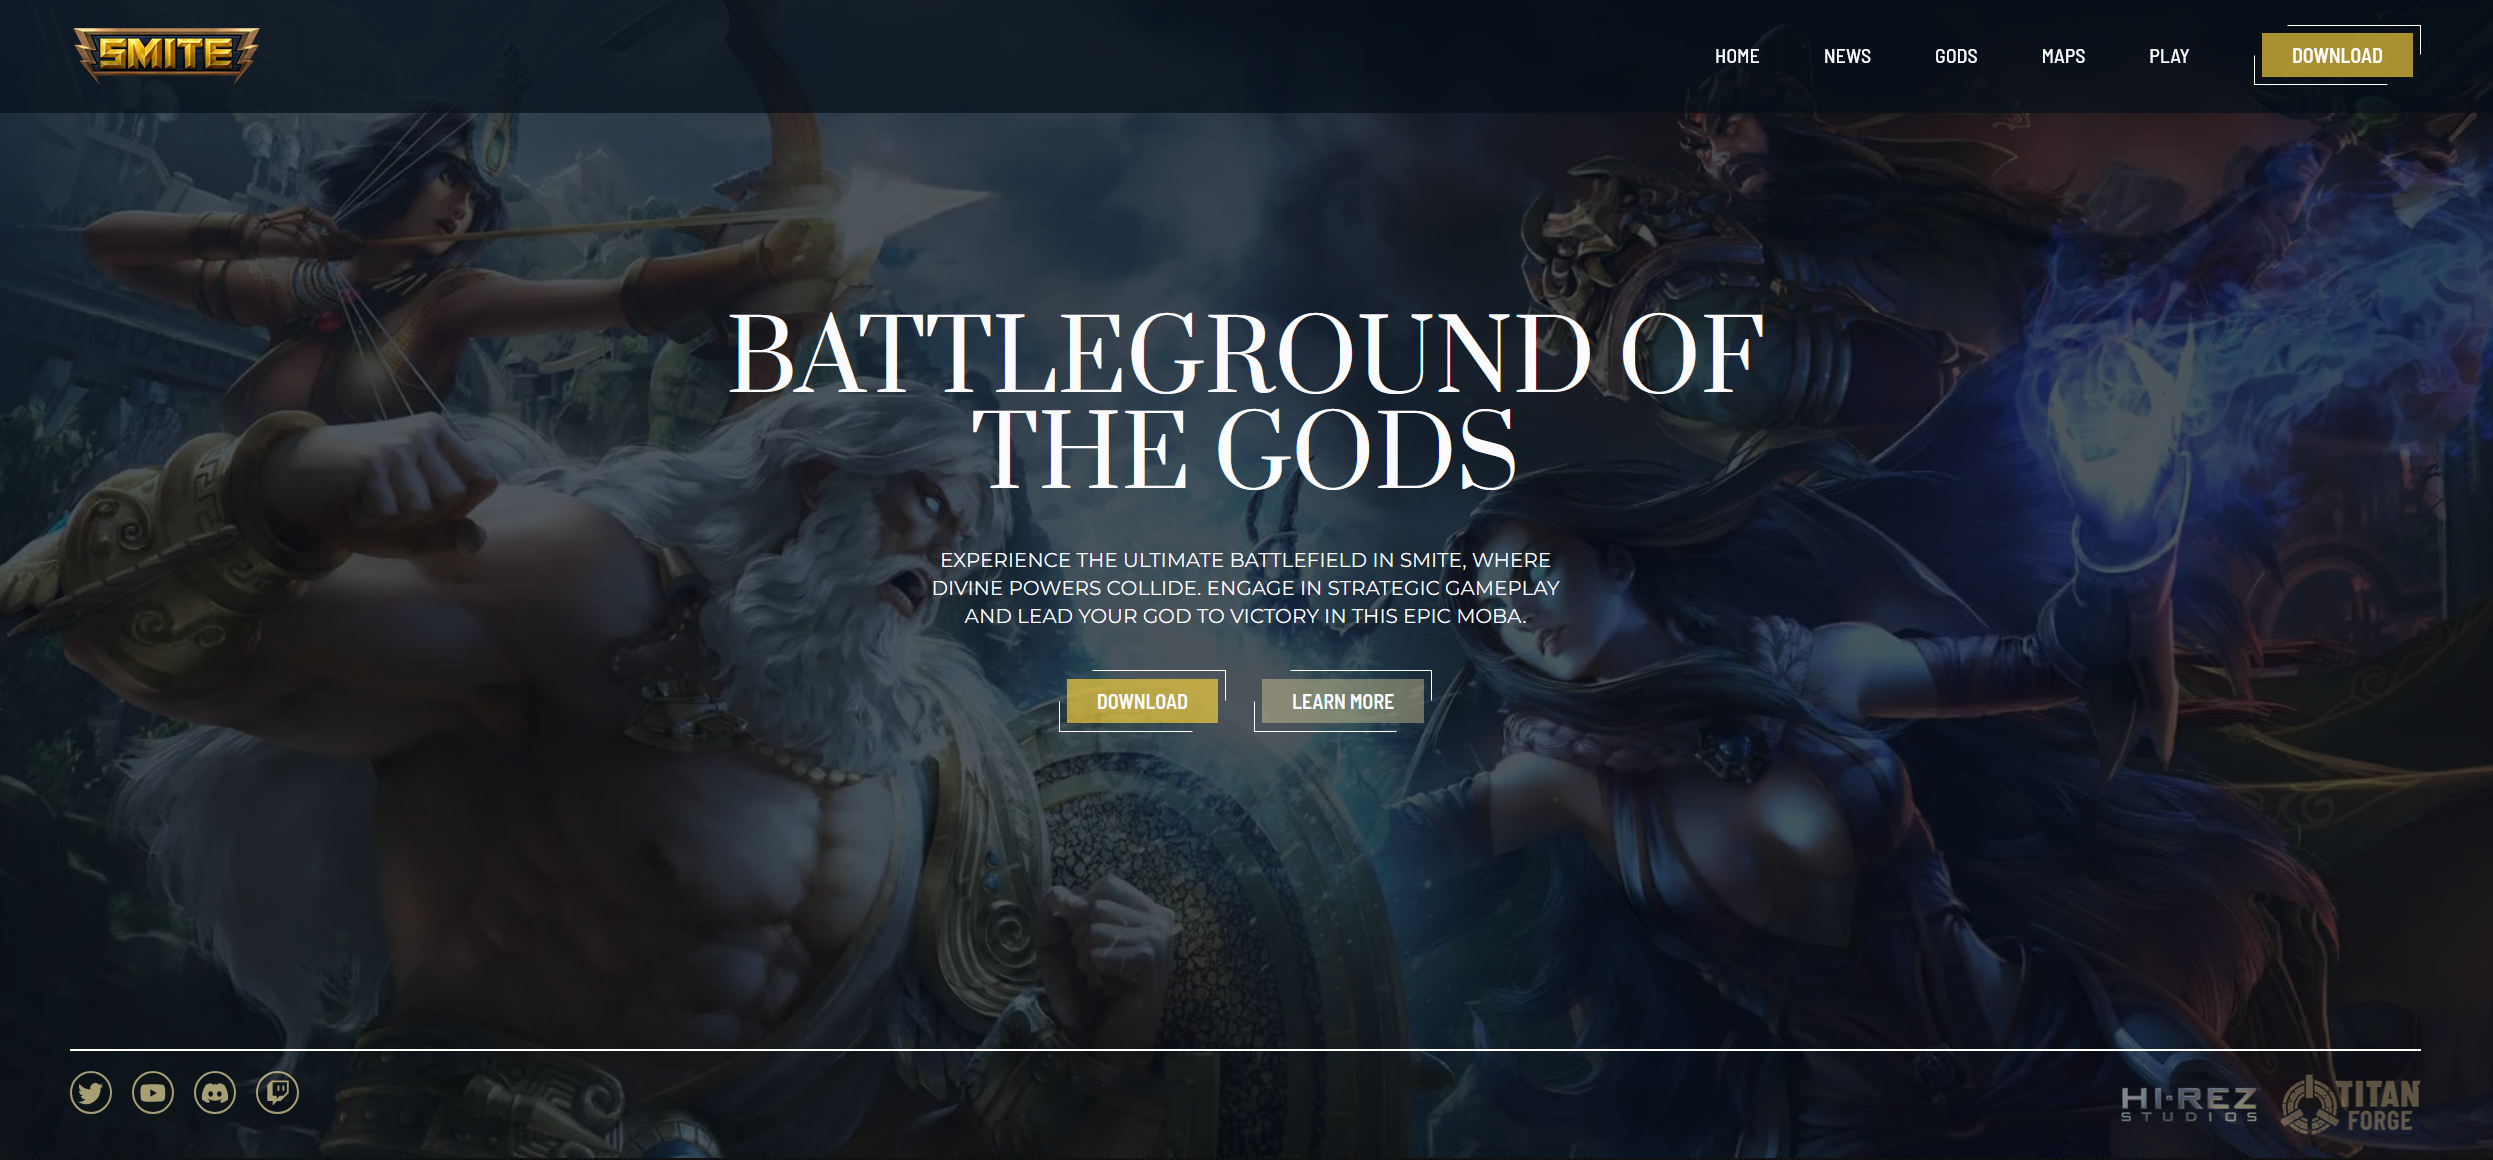 SMITE
HOME NEWS GODS MAPS PLAY DOWNLOAD
BATTLEGROUND OF
THE GODS
EXPERIENCE THE ULTIMATE BATTLEFIELD IN SMITE, WHERE
DIVINE POWERS COLLIDE. ENGAGE IN STRATEGIC GAMEPLAY
AND LEAD YOUR GOD TO VICTORY IN THIS EPIC MOBA.
DOWNLOAD LEARN MORE
HI-REZ
STUDIOS
TITAN
FORGE